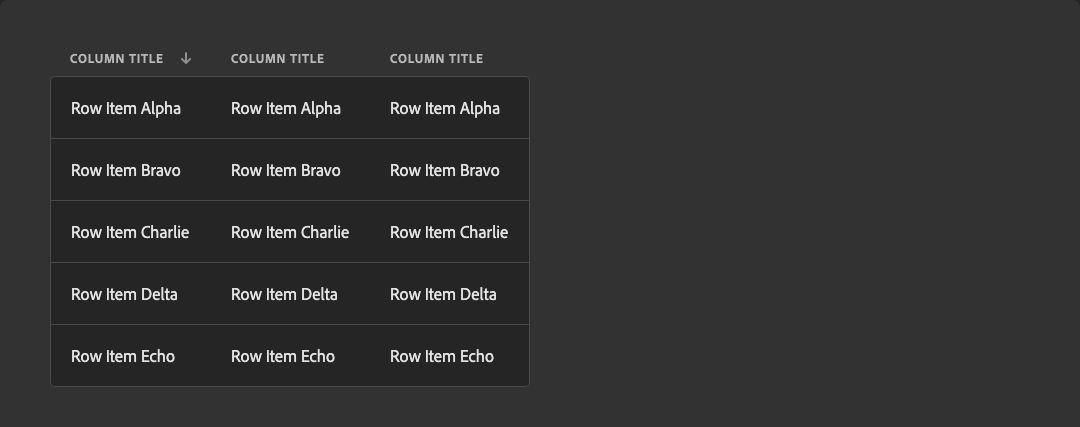 COLUMN TITLE COLUMN TITLE COLUMN TITLE
Row Item Alpha Row Item Alpha Row Item Alpha
Row Item Bravo Row Item Bravo Row Item Bravo
Row Item Charlie Row Item Charlie Row Item Charlie
Row Item Delta Row Item Delta Row Item Delta
Row Item Echo Row Item Echo Row Item Echo